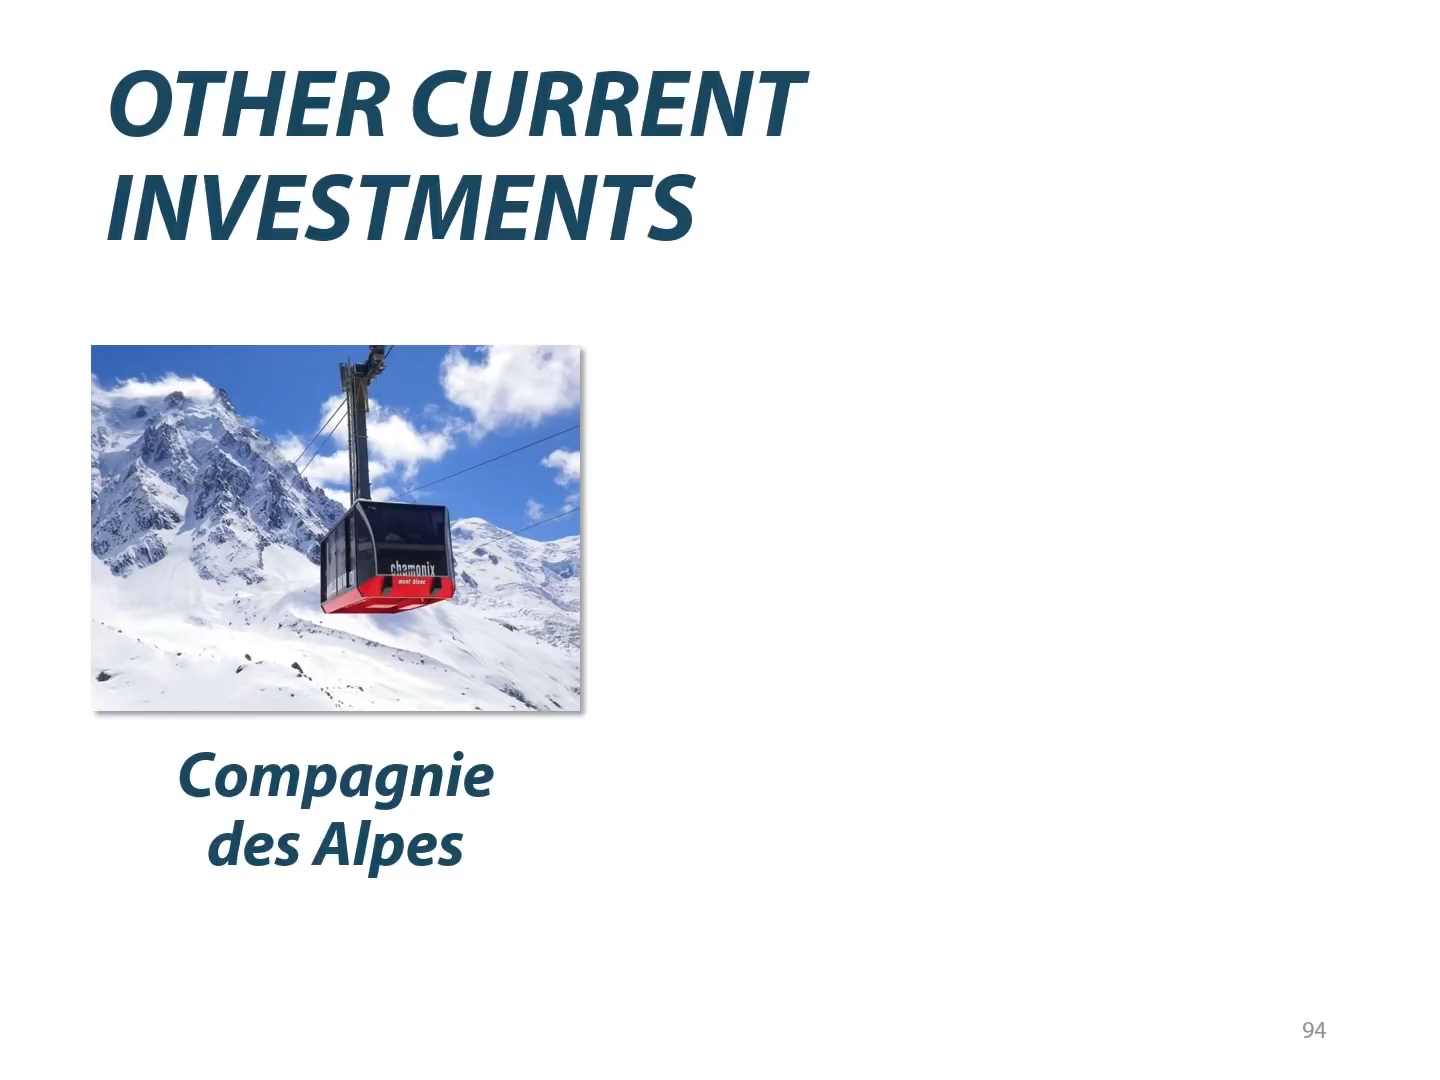 OTHER CURRENT
INVESTMENTS
chamonix
mont blanc
Compagnie
des Alpes
94